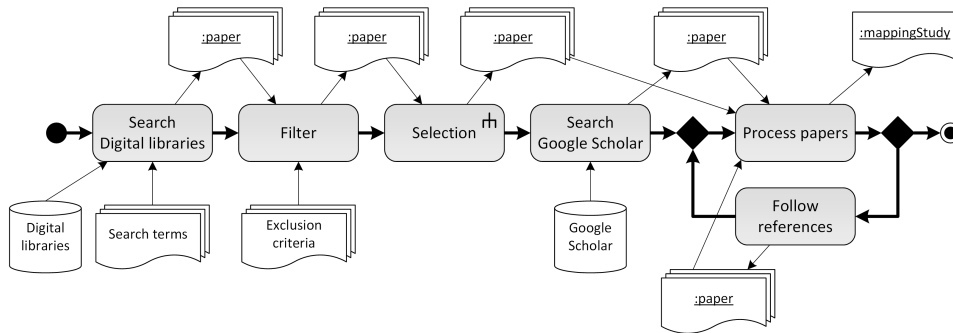 :paper
:paper
:paper
:paper
:mappingStudy
Search
Digital libraries
Filter
Selection
Search
Google Scholar
Process papers
Digital
libraries
Search terms
Exclusion
criteria
Google
Scholar
Follow
references
:paper